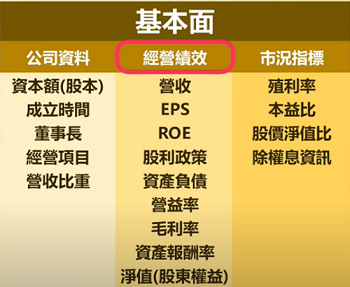 基本面
公司資料 經營績效 市況指標
資本額(股本) 營收 殖利率
成立時間 EPS 本益比
董事長 ROE 股價淨值比
經營項目 股利政策 除權息資訊
營收比重 資產負債
營益率
毛利率
資產報酬率
淨值(股東權益)